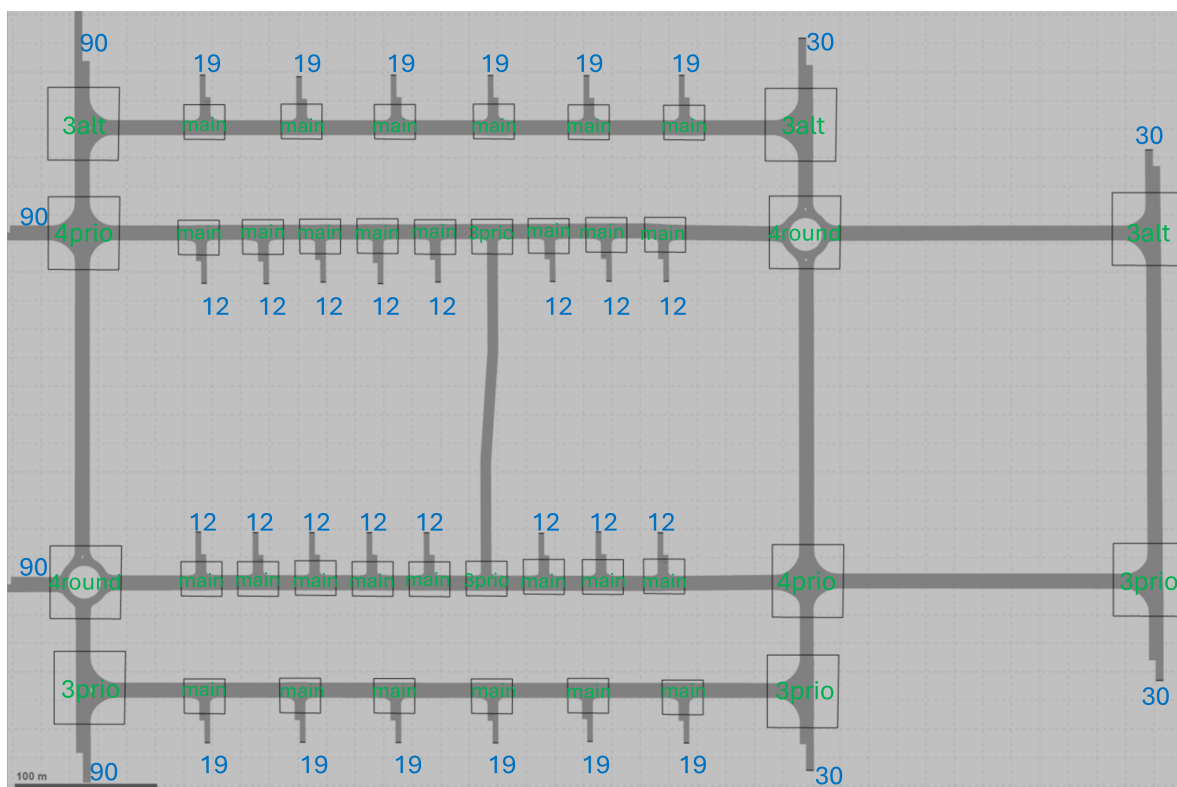 90 30
19 19 19 19 19 19
3alt main main main main main main 3alt
30
90 4prio main main main main main 3prio main main main 4round 3alt
12 12 12 12 12 12 12 12
12 12 12 12 12 12 12 12
90 4round main main main main main 3prio main main main 4prio 3prio
3prio main main main main main main 3prio
30
19 19 19 19 19 19
90 30
100 m